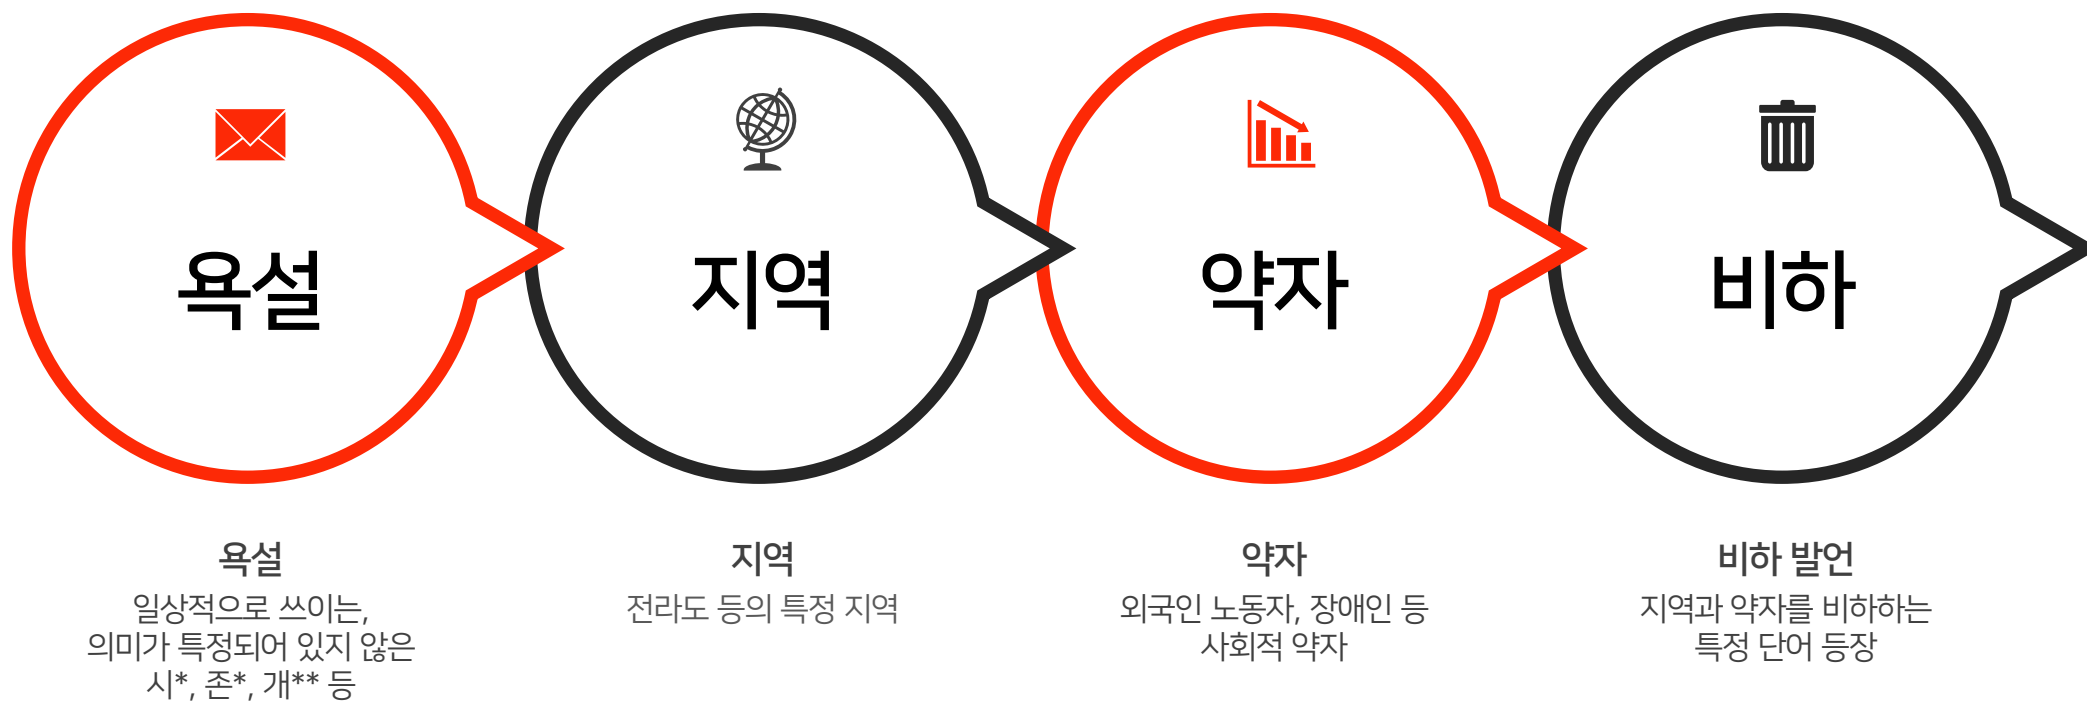 욕설
지역
약자
비하
욕설
일상적으로 쓰이는,
의미가 특정되어 있지 않은
시*, 존*, 개** 등
지역
전라도 등의 특정 지역
약자
외국인 노동자, 장애인 등
사회적 약자
비하 발언
지역과 약자를 비하하는
특정 단어 등장